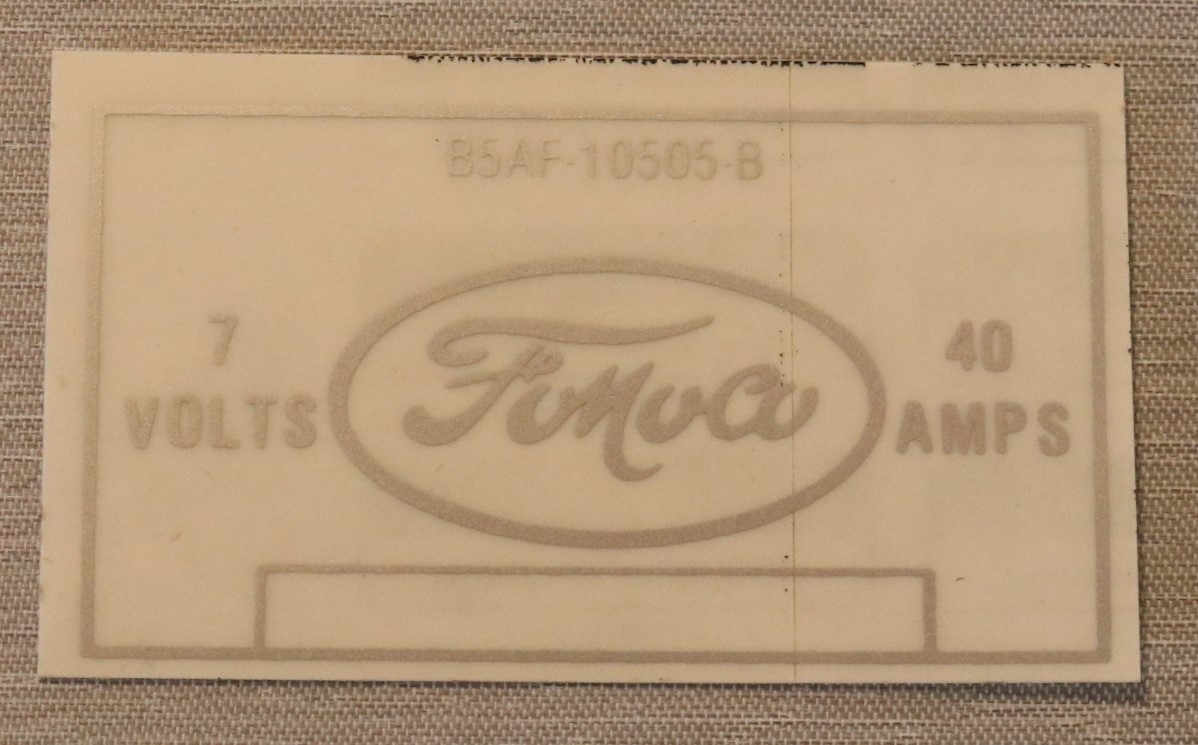 B5AF-10505-B
7
VOLTS
FoMoCo
40
AMPS